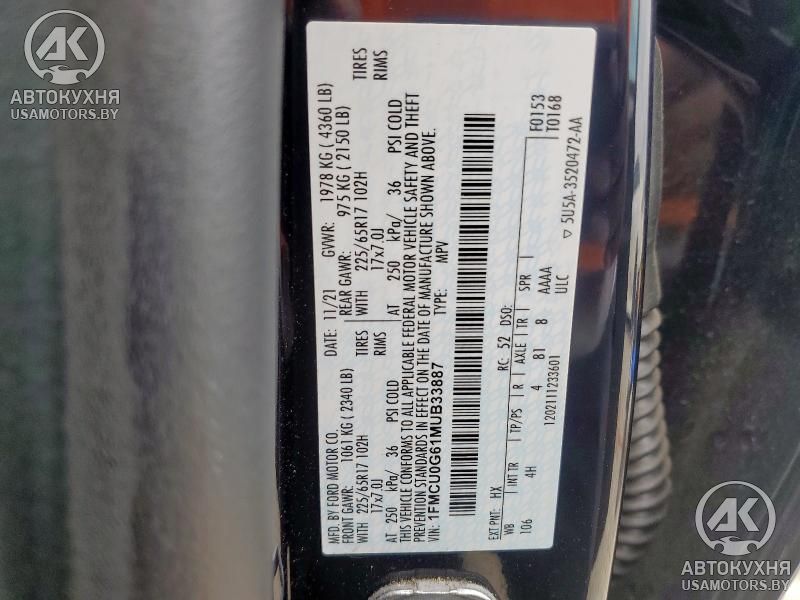 AK
АВТОКУХНЯ
USAMOTORS.BY
MFD. BY FORD MOTOR CO.
DATE: 11/21 GVWR: 1978 KG ( 4360 LB)
FRONT GAWR: 1061 KG ( 2340 LB) REAR GAWR: 975 KG ( 2150 LB)
WITH 225/65R17 102H TIRES WITH 225/65R17 102H TIRES
17x7.0J RIMS 17x7.0J RIMS
AT 250 kPa/ 36 PSI COLD AT 250 kPa/ 36 PSI COLD
THIS VEHICLE CONFORMS TO ALL APPLICABLE FEDERAL MOTOR VEHICLE SAFETY AND THEFT
PREVENTION STANDARDS IN EFFECT ON THE DATE OF MANUFACTURE SHOWN ABOVE.
VIN: 1FMCU0G61MUB33887 TYPE: MPV
F0153
T0168
EXT PNT: HX RC: 52 DSO:
WB INT TR TP/PS R AXLE TR SPR
106 4H 4 81 8 AAAA
ULC
1202111233601
▽ 5U5A-3520472-AA
AK
АВТОКУХНЯ
USAMOTORS.BY